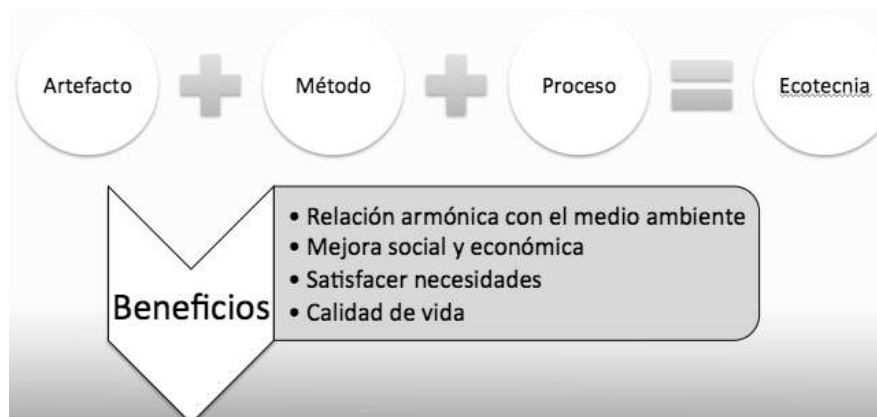 Artefacto
Método
Proceso
Ecotecnia
• Relación armónica con el medio ambiente
• Mejora social y económica
• Satisfacer necesidades
• Calidad de vida
Beneficios